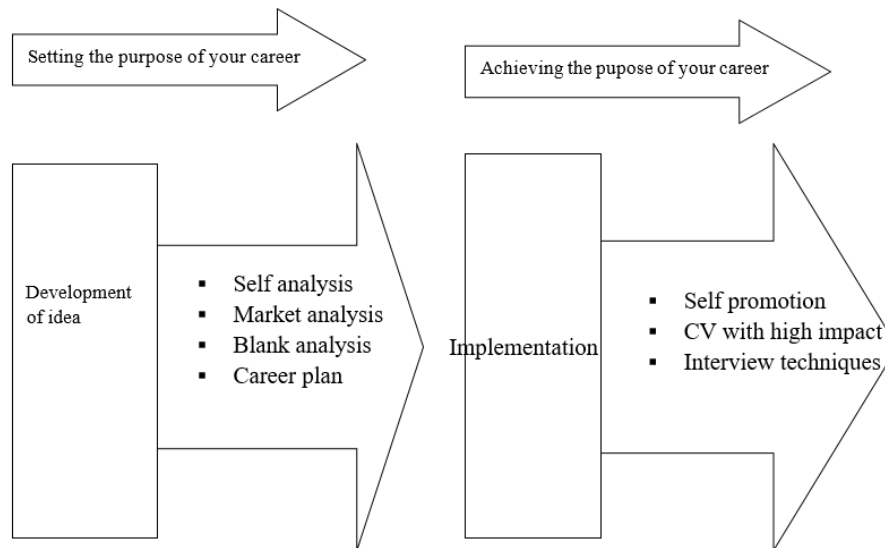 Setting the purpose of your career
Achieving the pupose of your career
Development
of idea
▪ Self analysis
▪ Market analysis
▪ Blank analysis
▪ Career plan
Implementation
▪ Self promotion
▪ CV with high impact
▪ Interview techniques